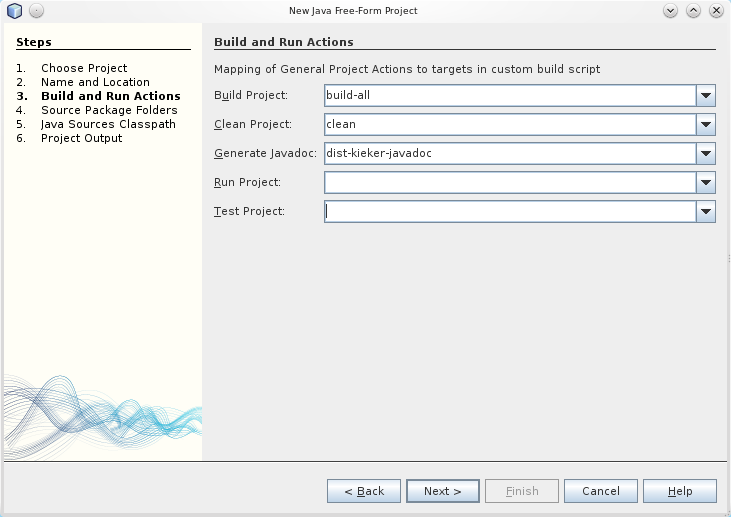 New Java Free-Form Project
Steps
1. Choose Project
2. Name and Location
3. Build and Run Actions
4. Source Package Folders
5. Java Sources Classpath
6. Project Output
Build and Run Actions
Mapping of General Project Actions to targets in custom build script
Build Project: build-all
Clean Project: clean
Generate Javadoc: dist-kieker-javadoc
Run Project:
Test Project:
< Back Next > Finish Cancel Help